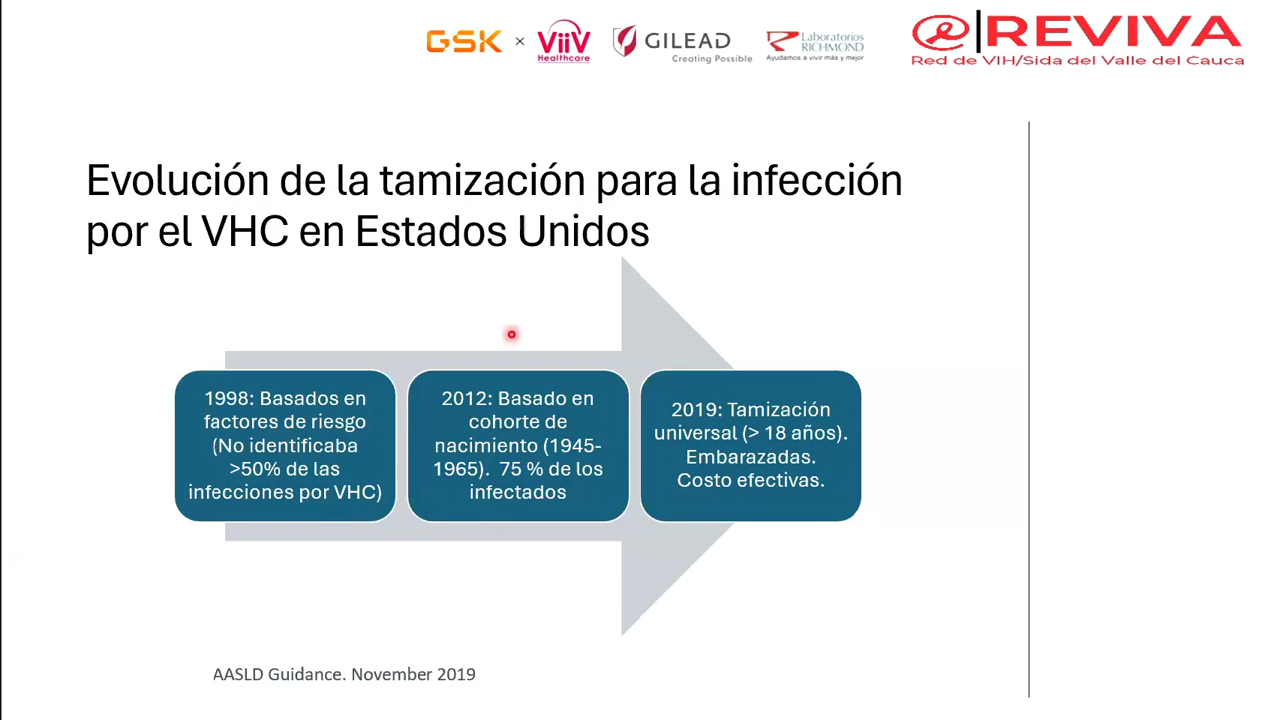 GSK × ViiV Healthcare GILEAD Creating Possible Laboratorios RICHMOND Ayudamos a vivir más y mejor
REVIVA
Red de VIH/Sida del Valle del Cauca
Evolución de la tamización para la infección
por el VHC en Estados Unidos
1998: Basados en
factores de riesgo
(No identificaba
>50% de las
infecciones por VHC)
2012: Basado en
cohorte de
nacimiento (1945-
1965). 75 % de los
infectados
2019: Tamización
universal (> 18 años).
Embarazadas.
Costo efectivas.
AASLD Guidance. November 2019